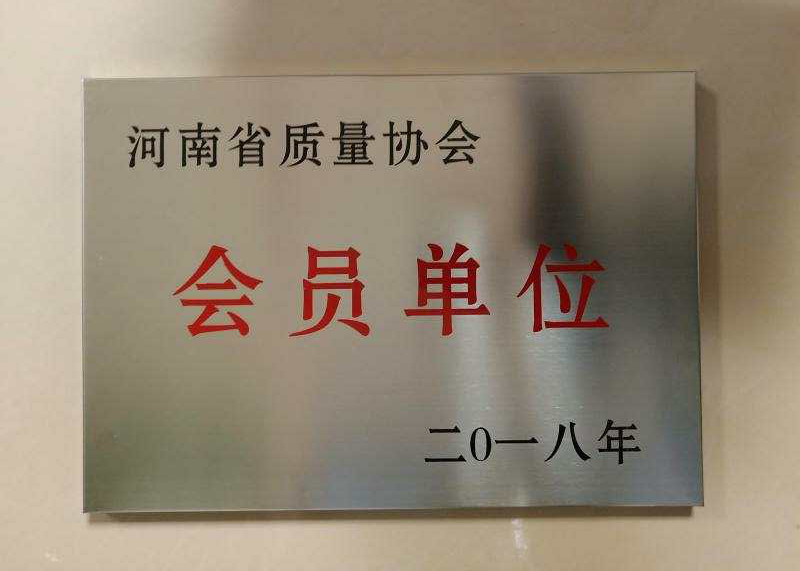 河南省质量协会
会员单位
二0一八年